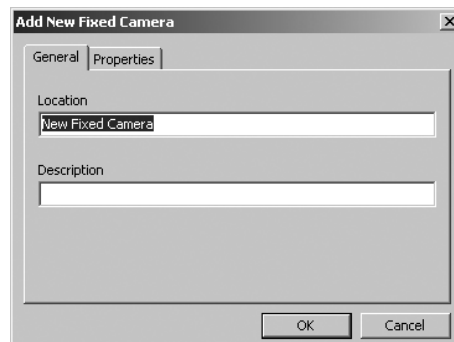 Add New Fixed Camera
General Properties
Location
New Fixed Camera
Description
OK Cancel